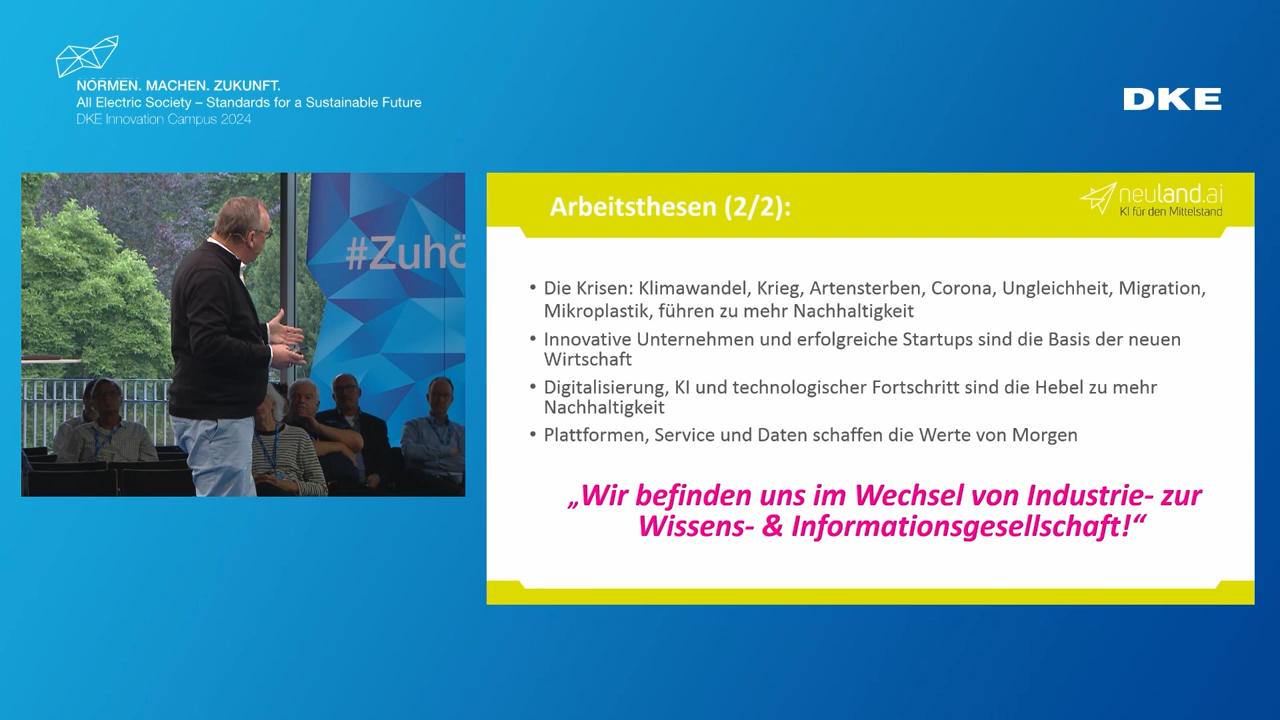 NORMEN. MACHEN. ZUKUNFT.
All Electric Society – Standards for a Sustainable Future
DKE Innovation Campus 2024
DKE
#Zuhö
Arbeitsthesen (2/2):
neuland.ai
KI für den Mittelstand
• Die Krisen: Klimawandel, Krieg, Artensterben, Corona, Ungleichheit, Migration,
Mikroplastik, führen zu mehr Nachhaltigkeit
• Innovative Unternehmen und erfolgreiche Startups sind die Basis der neuen
Wirtschaft
• Digitalisierung, KI und technologischer Fortschritt sind die Hebel zu mehr
Nachhaltigkeit
• Plattformen, Service und Daten schaffen die Werte von Morgen
„Wir befinden uns im Wechsel von Industrie- zur
Wissens- & Informationsgesellschaft!“